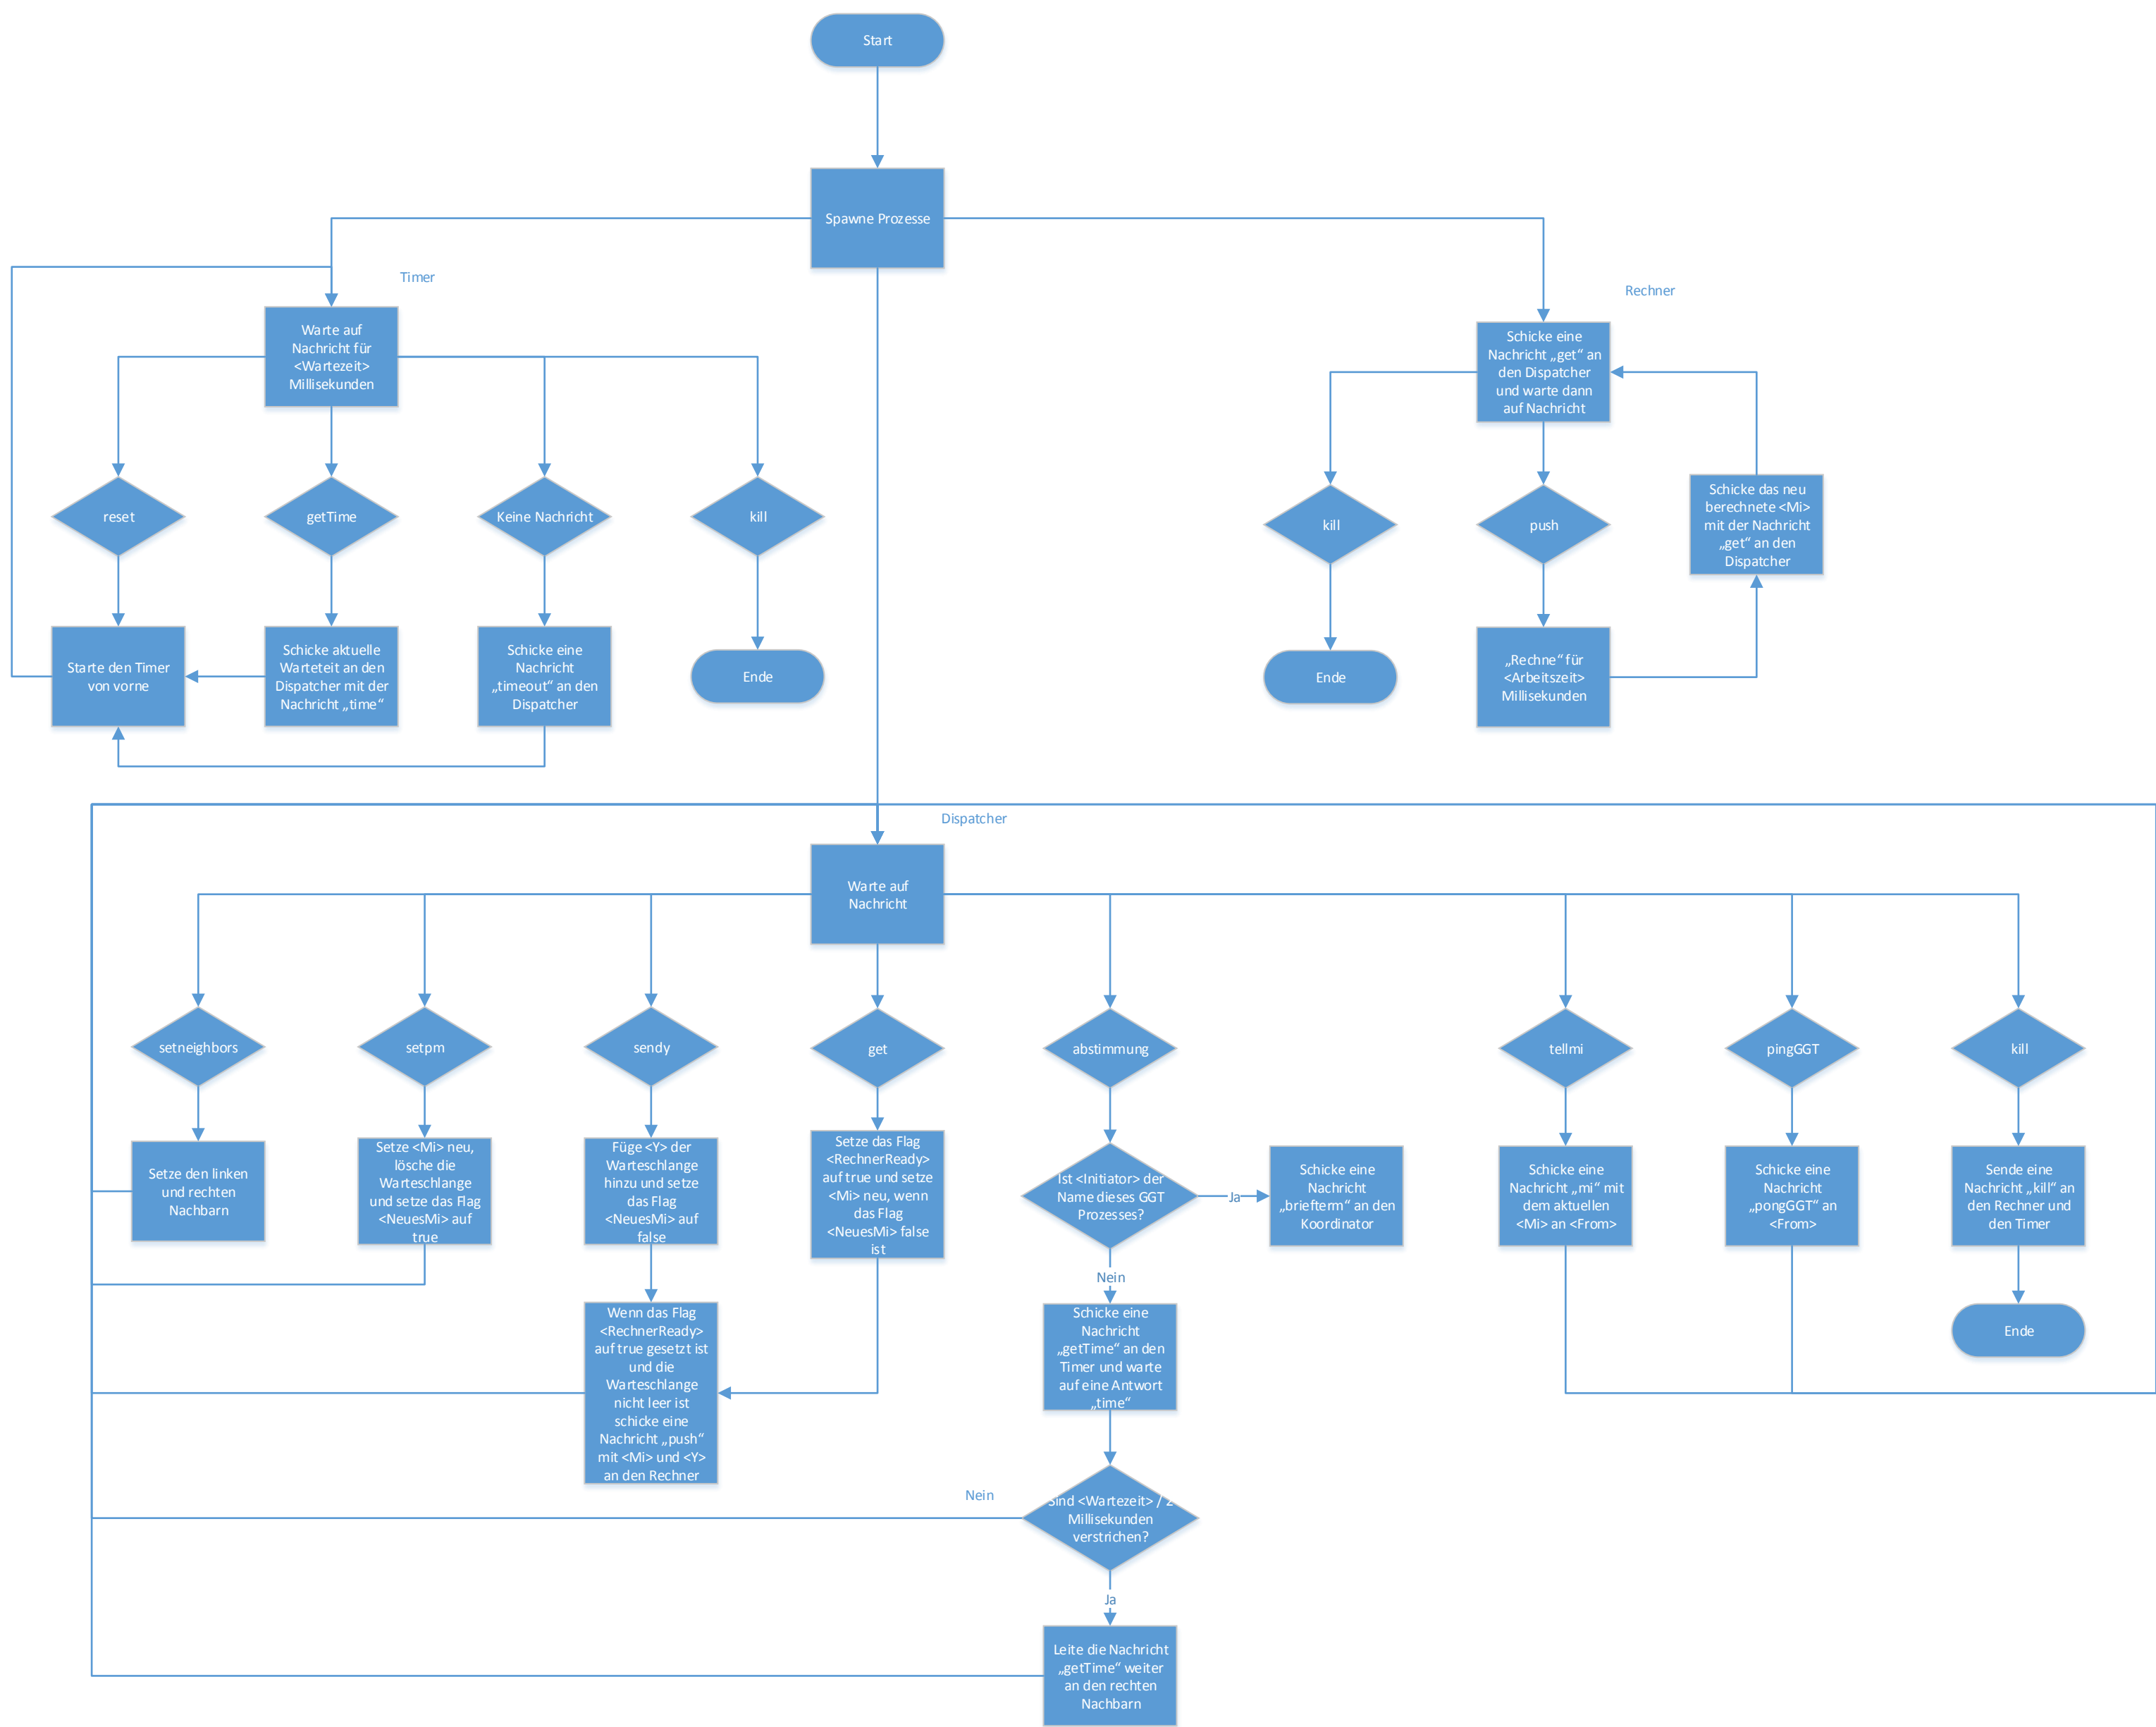 Start
Spawne Prozesse
Timer
Rechner
Warte auf
Nachricht für
<Wartezeit>
Millisekunden
Schicke eine
Nachricht „get“ an
den Dispatcher
und warte dann
auf Nachricht
reset
getTime
Keine Nachricht
kill
kill
push
Schicke das neu
berechnete <Mi>
mit der Nachricht
„get“ an den
Dispatcher
Starte den Timer
von vorne
Schicke aktuelle
Warteteit an den
Dispatcher mit der
Nachricht „time“
Schicke eine
Nachricht
„timeout“ an den
Dispatcher
Ende
Ende
„Rechne“ für
<Arbeitszeit>
Millisekunden
Dispatcher
Warte auf
Nachricht
setneighbors
setpm
sendy
get
abstimmung
tellmi
pingGGT
kill
Setze den linken
und rechten
Nachbarn
Setze <Mi> neu,
lösche die
Warteschlange
und setze das Flag
<NeuesMi> auf
true
Füge <Y> der
Warteschlange
hinzu und setze
das Flag
<NeuesMi> auf
false
Setze das Flag
<RechnerReady>
auf true und setze
<Mi> neu, wenn
das Flag
<NeuesMi> false
ist
Ist <Initiator> der
Name dieses GGT
Prozesses?
Ja
Schicke eine
Nachricht
„briefterm“ an den
Koordinator
Schicke eine
Nachricht „mi“ mit
dem aktuellen
<Mi> an <From>
Schicke eine
Nachricht
„pongGGT“ an
<From>
Sende eine
Nachricht „kill“ an
den Rechner und
den Timer
Nein
Wenn das Flag
<RechnerReady>
auf true gesetzt ist
und die
Warteschlange
nicht leer ist
schicke eine
Nachricht „push“
mit <Mi> und <Y>
an den Rechner
Schicke eine
Nachricht
„getTime“ an den
Timer und warte
auf eine Antwort
„time“
Ende
Nein
Sind <Wartezeit> / 2
Millisekunden
verstrichen?
Ja
Leite die Nachricht
„getTime“ weiter
an den rechten
Nachbarn